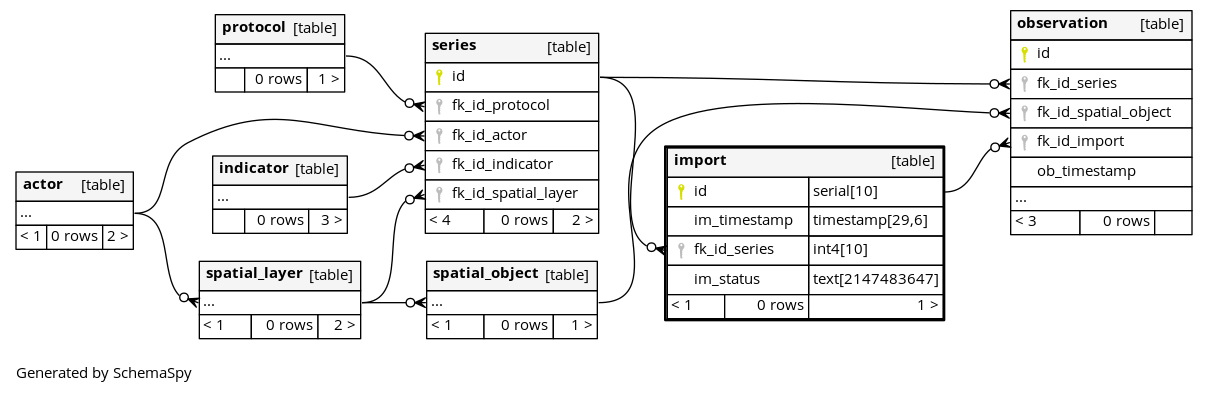 protocol [table]
...
0 rows 1 >
series [table]
id
fk_id_protocol
fk_id_actor
fk_id_indicator
fk_id_spatial_layer
< 4 0 rows 2 >
observation [table]
id
fk_id_series
fk_id_spatial_object
fk_id_import
ob_timestamp
...
< 3 0 rows
indicator [table]
...
0 rows 3 >
import [table]
id serial[10]
im_timestamp timestamp[29,6]
fk_id_series int4[10]
im_status text[2147483647]
< 1 0 rows 1 >
actor [table]
...
< 1 0 rows 2 >
spatial_layer [table]
...
< 1 0 rows 2 >
spatial_object [table]
...
< 1 0 rows 1 >
Generated by SchemaSpy